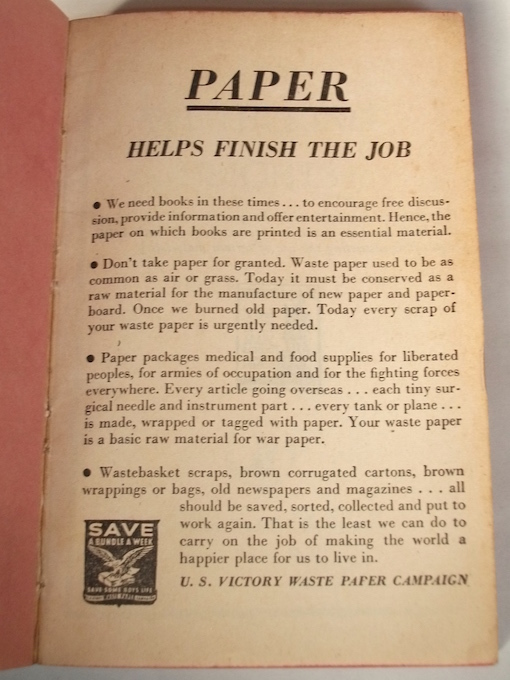 PAPER
HELPS FINISH THE JOB
● We need books in these times . . . to encourage free discus-
sion, provide information and offer entertainment. Hence, the
paper on which books are printed is an essential material.
● Don't take paper for granted. Waste paper used to be as
common as air or grass. Today it must be conserved as a
raw material for the manufacture of new paper and paper-
board. Once we burned old paper. Today every scrap of
your waste paper is urgently needed.
● Paper packages medical and food supplies for liberated
peoples, for armies of occupation and for the fighting forces
everywhere. Every article going overseas . . . each tiny sur-
gical needle and instrument part . . . every tank or plane . . .
is made, wrapped or tagged with paper. Your waste paper
is a basic raw material for war paper.
● Wastebasket scraps, brown corrugated cartons, brown
wrappings or bags, old newspapers and magazines . . . all
should be saved, sorted, collected and put to
work again. That is the least we can do to
carry on the job of making the world a
happier place for us to live in.
U. S. VICTORY WASTE PAPER CAMPAIGN
SAVE
A BUNDLE A WEEK
SAVE SOME BOYS LIFE